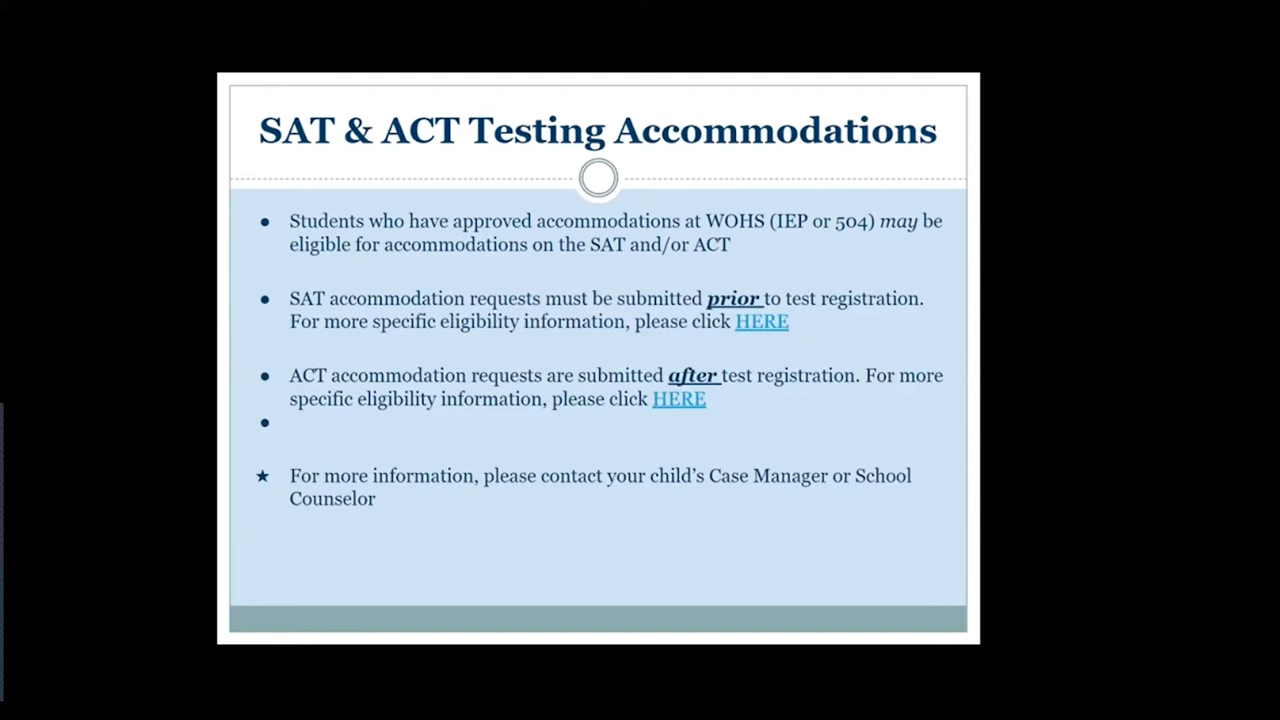 SAT & ACT Testing Accommodations
● Students who have approved accommodations at WOHS (IEP or 504) may be
eligible for accommodations on the SAT and/or ACT
● SAT accommodation requests must be submitted prior to test registration.
For more specific eligibility information, please click HERE
● ACT accommodation requests are submitted after test registration. For more
specific eligibility information, please click HERE
●
★ For more information, please contact your child's Case Manager or School
Counselor